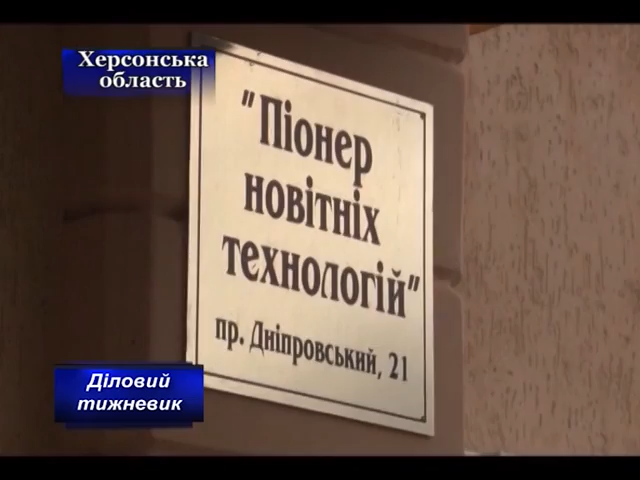 Херсонська
область
"Піонер
новітніх
технологій"
пр. Дніпровський, 21
Діловий
тижневик